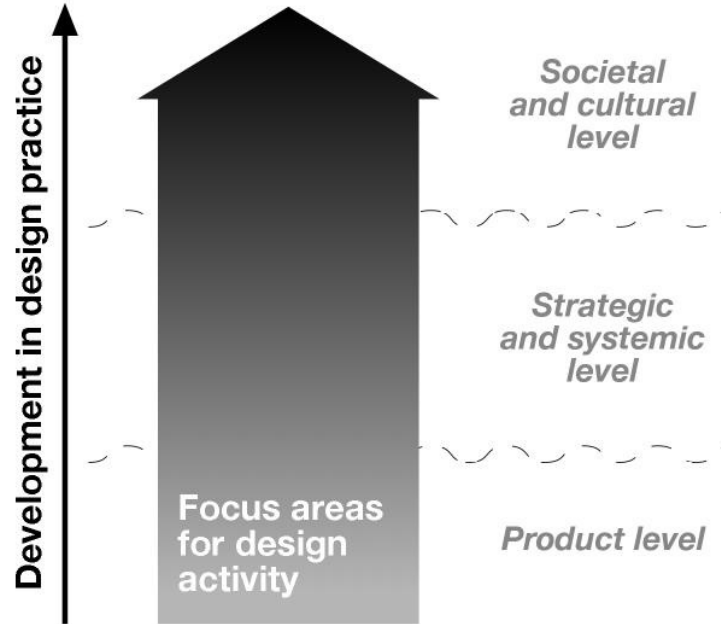 Development in design practice
Societal
and cultural
level
Strategic
and systemic
level
Focus areas
for design
activity
Product level